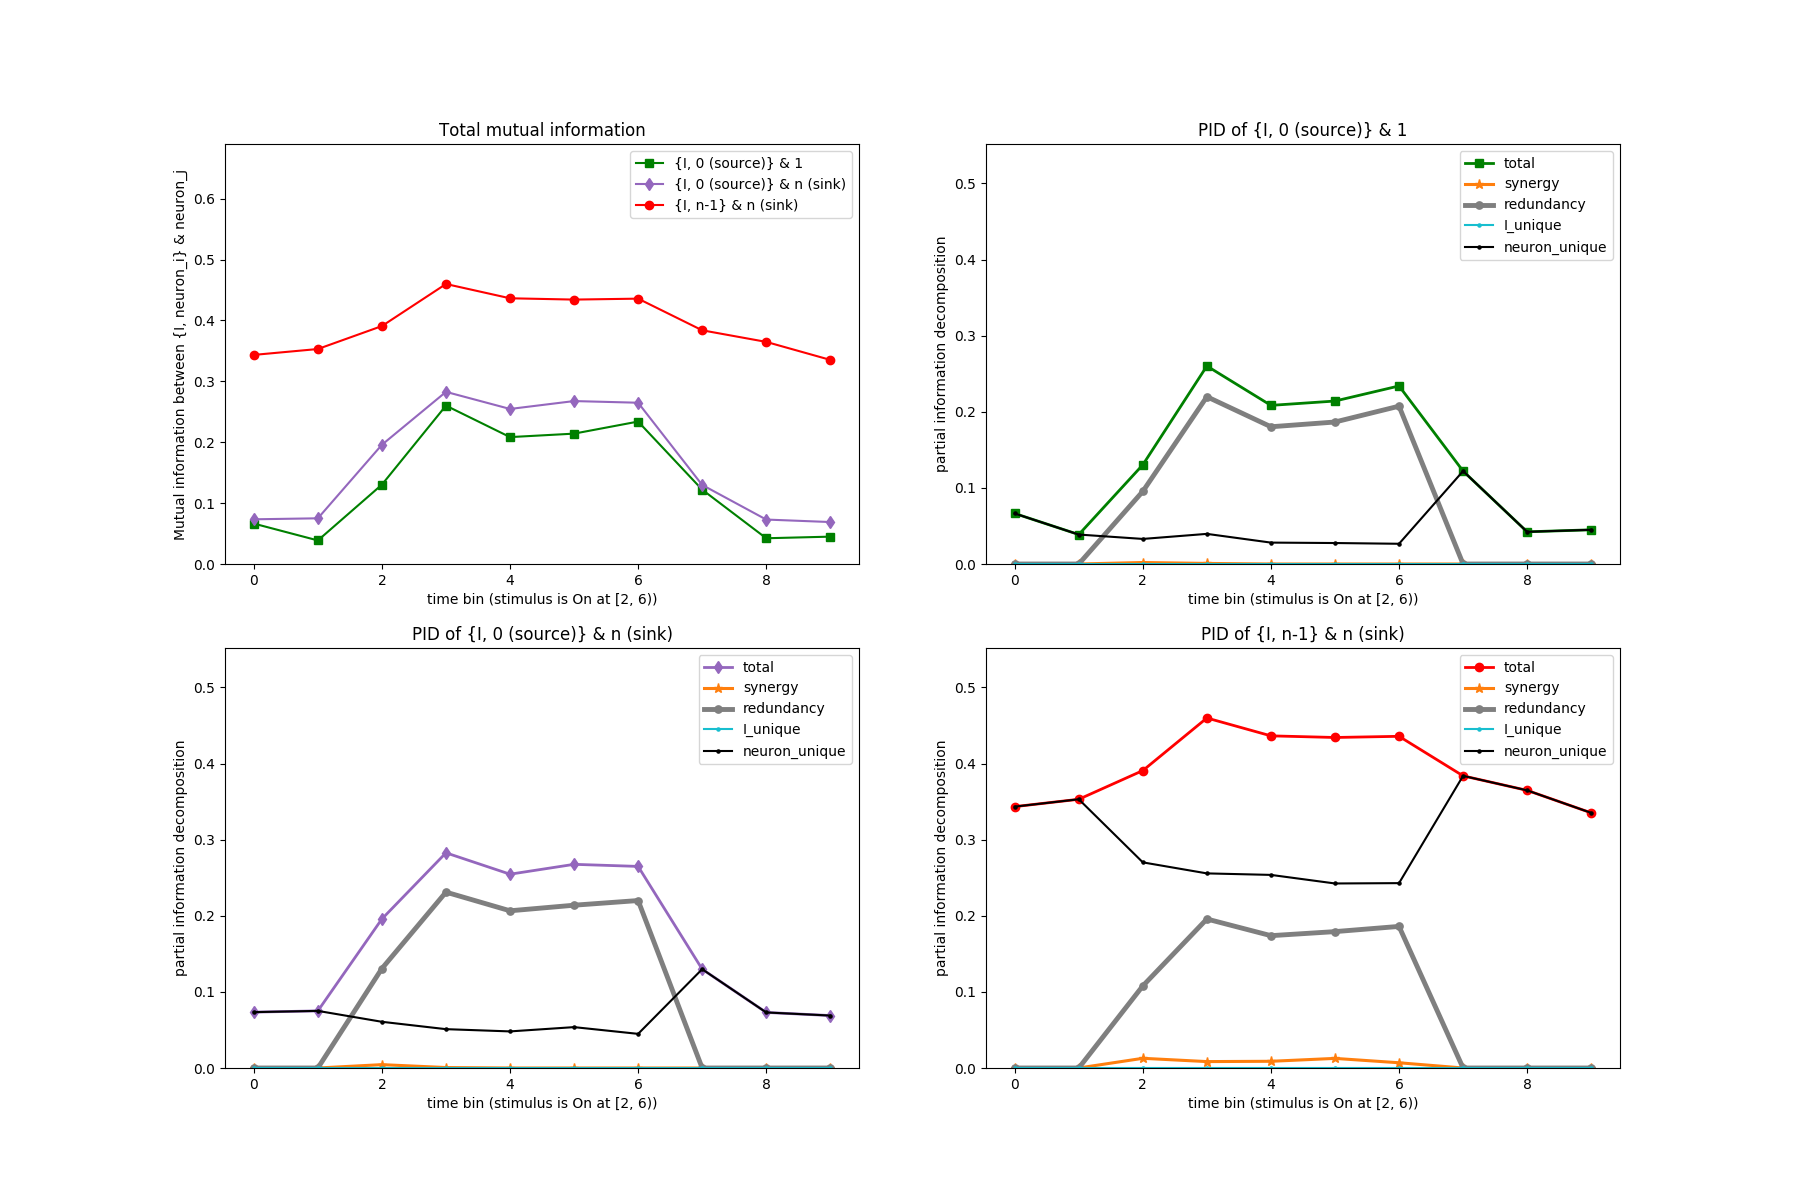 Total mutual information
Mutual information between {I, neuron_i} & neuron_j
0.6
0.5
0.4
0.3
0.2
0.1
0.0
{I, 0 (source)} & 1
{I, 0 (source)} & n (sink)
{I, n-1} & n (sink)
0 2 4 6 8
time bin (stimulus is On at [2, 6))
PID of {I, 0 (source)} & 1
partial information decomposition
0.5
0.4
0.3
0.2
0.1
0.0
total
synergy
redundancy
I_unique
neuron_unique
0 2 4 6 8
time bin (stimulus is On at [2, 6))
PID of {I, 0 (source)} & n (sink)
partial information decomposition
0.5
0.4
0.3
0.2
0.1
0.0
total
synergy
redundancy
I_unique
neuron_unique
0 2 4 6 8
time bin (stimulus is On at [2, 6))
PID of {I, n-1} & n (sink)
partial information decomposition
0.5
0.4
0.3
0.2
0.1
0.0
total
synergy
redundancy
I_unique
neuron_unique
0 2 4 6 8
time bin (stimulus is On at [2, 6))